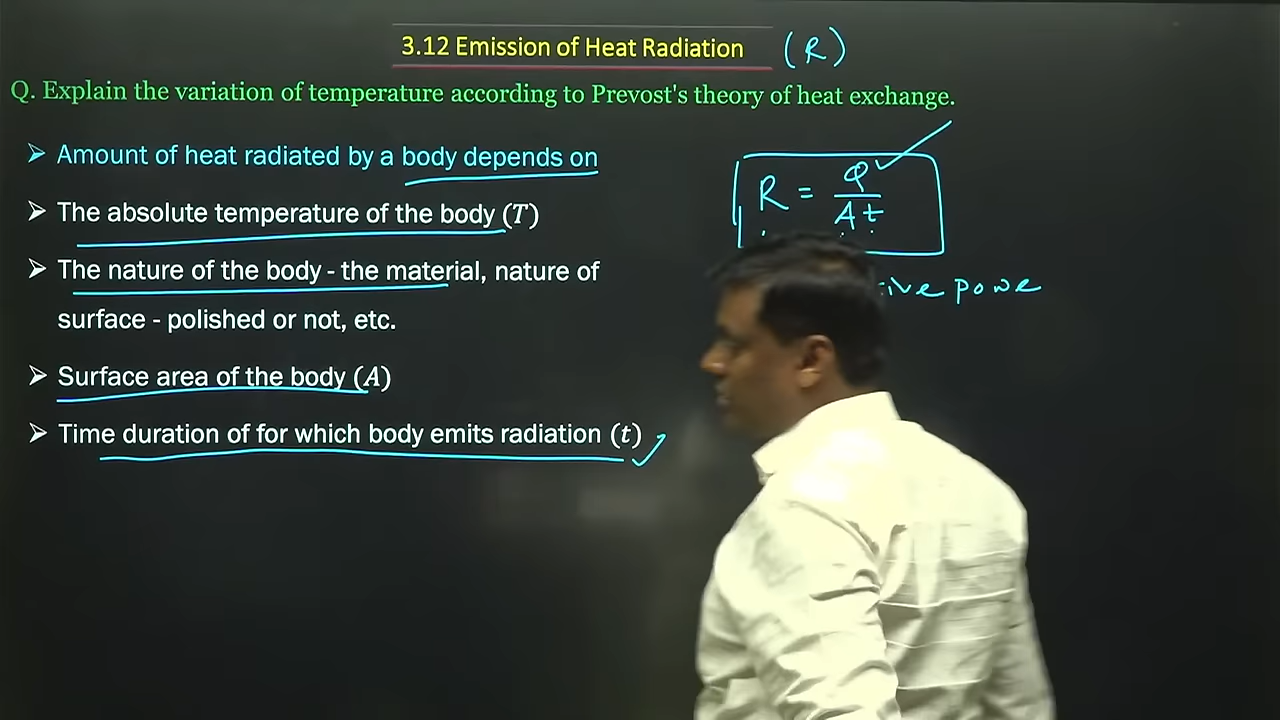 3.12 Emission of Heat Radiation (R)
Q. Explain the variation of temperature according to Prevost's theory of heat exchange.
➢ Amount of heat radiated by a body depends on
➢ The absolute temperature of the body (T)
➢ The nature of the body - the material, nature of
surface - polished or not, etc.
➢ Surface area of the body (A)
➢ Time duration of for which body emits radiation (t)
R = Q / A t
powe